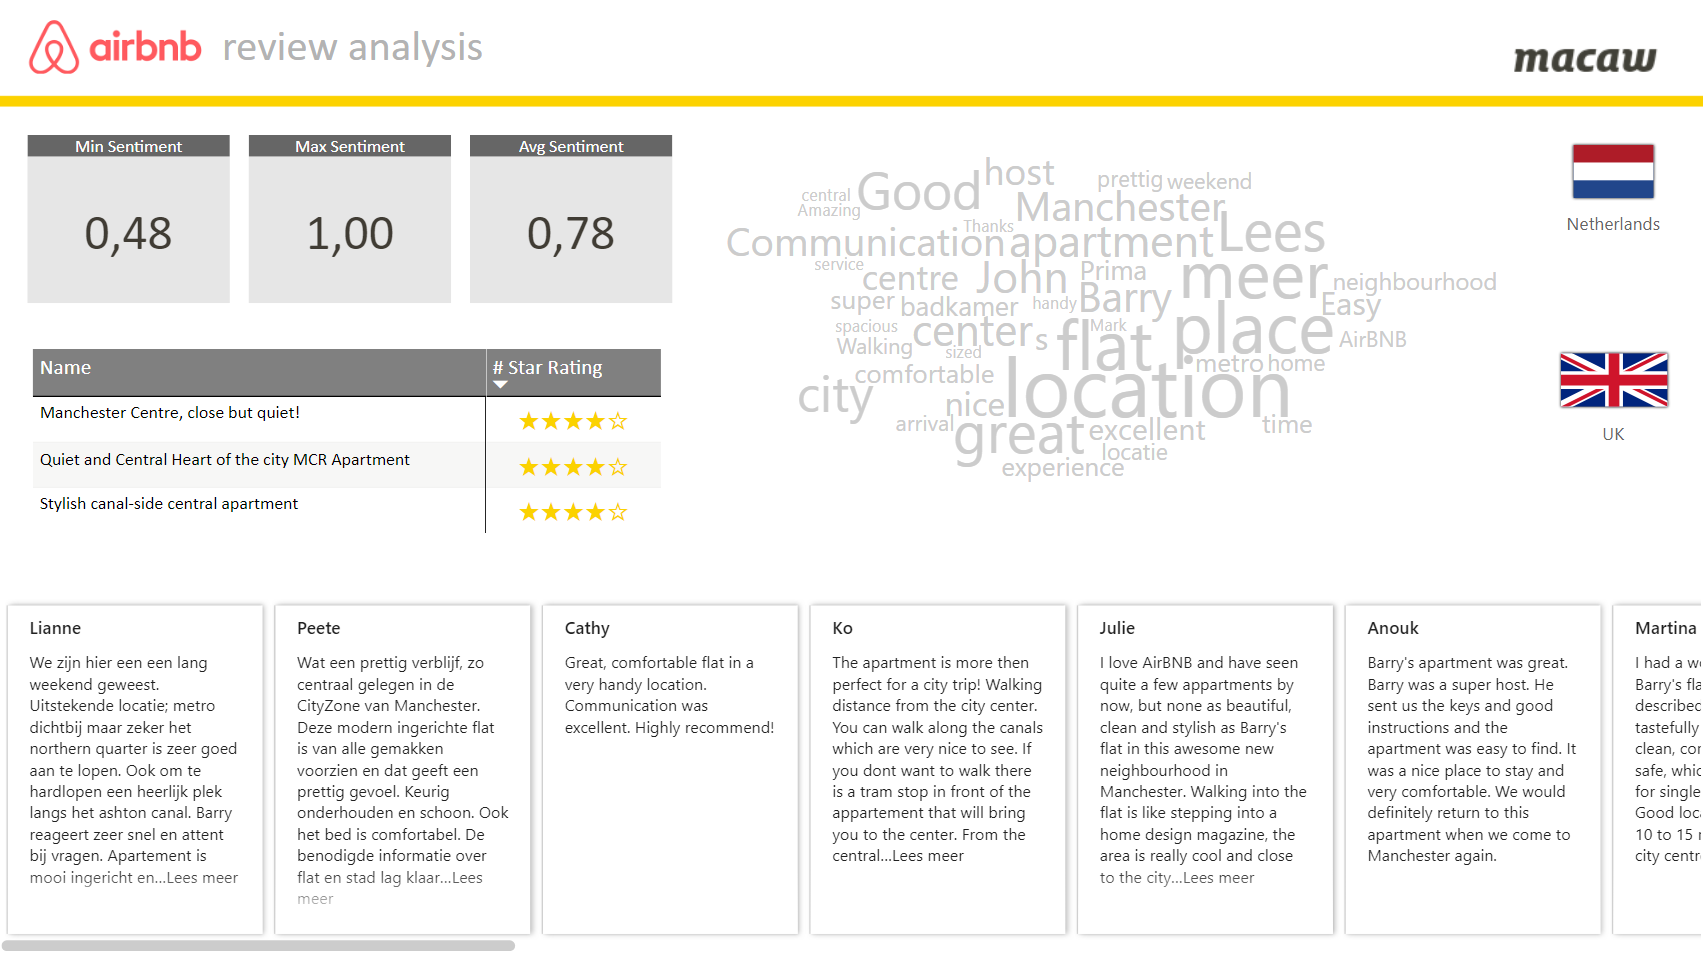 airbnb review analysis
macaw
Min Sentiment
0,48
Max Sentiment
1,00
Avg Sentiment
0,78
Name
# Star Rating
Manchester Centre, close but quiet!
Quiet and Central Heart of the city MCR Apartment
Stylish canal-side central apartment
host
prettig
weekend
central
Good
Amazing
Manchester
Thanks
Lees
Communication
apartment
service
centre
John
Prima
meer
neighbourhood
super
badkamer
handy
Barry
Easy
spacious
center
s
Mark
place
AirBNB
Walking
sized
flat
metro
home
comfortable
city
nice
location
arrival
great
excellent
time
locatie
experience
Netherlands
UK
Lianne
We zijn hier een een lang
weekend geweest.
Uitstekende locatie; metro
dichtbij maar zeker het
northern quarter is zeer goed
aan te lopen. Ook om te
hardlopen een heerlijk plek
langs het ashton canal. Barry
reageert zeer snel en attent
bij vragen. Apartement is
mooi ingericht en...Lees meer
Peete
Wat een prettig verblijf, zo
centraal gelegen in de
CityZone van Manchester.
Deze modern ingerichte flat
is van alle gemakken
voorzien en dat geeft een
prettig gevoel. Keurig
onderhouden en schoon. Ook
het bed is comfortabel. De
benodigde informatie over
flat en stad lag klaar...Lees
meer
Cathy
Great, comfortable flat in a
very handy location.
Communication was
excellent. Highly recommend!
Ko
The apartment is more then
perfect for a city trip! Walking
distance from the city center.
You can walk along the canals
which are very nice to see. If
you dont want to walk there
is a tram stop in front of the
appartement that will bring
you to the center. From the
central...Lees meer
Julie
I love AirBNB and have seen
quite a few appartments by
now, but none as beautiful,
clean and stylish as Barry's
flat in this awesome new
neighbourhood in
Manchester. Walking into the
flat is like stepping into a
home design magazine, the
area is really cool and close
to the city...Lees meer
Anouk
Barry's apartment was great.
Barry was a super host. He
sent us the keys and good
instructions and the
apartment was easy to find. It
was a nice place to stay and
very comfortable. We would
definitely return to this
apartment when we come to
Manchester again.
Martina
I had a
Barry's
described
tastefully
clean,
safe,
for single
Good
10 to 15
city